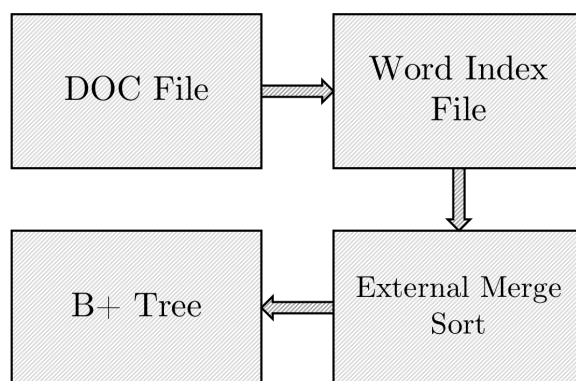 DOC File
Word Index
File
B+ Tree
External Merge
Sort